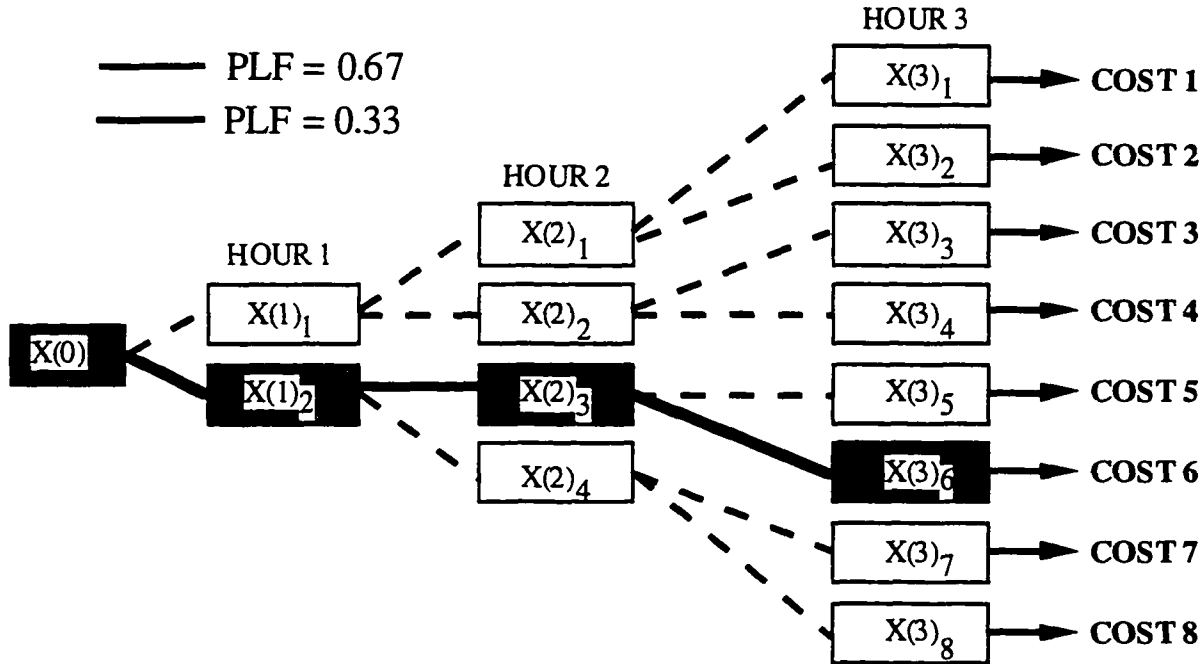 HOUR 3
PLF = 0.67
PLF = 0.33
X(3)1
COST 1
X(3)2
COST 2
HOUR 2
X(2)1
X(3)3
COST 3
HOUR 1
X(1)1
X(2)2
X(3)4
COST 4
X(0)
X(1)2
X(2)3
X(3)5
COST 5
X(2)4
X(3)6
COST 6
X(3)7
COST 7
X(3)8
COST 8